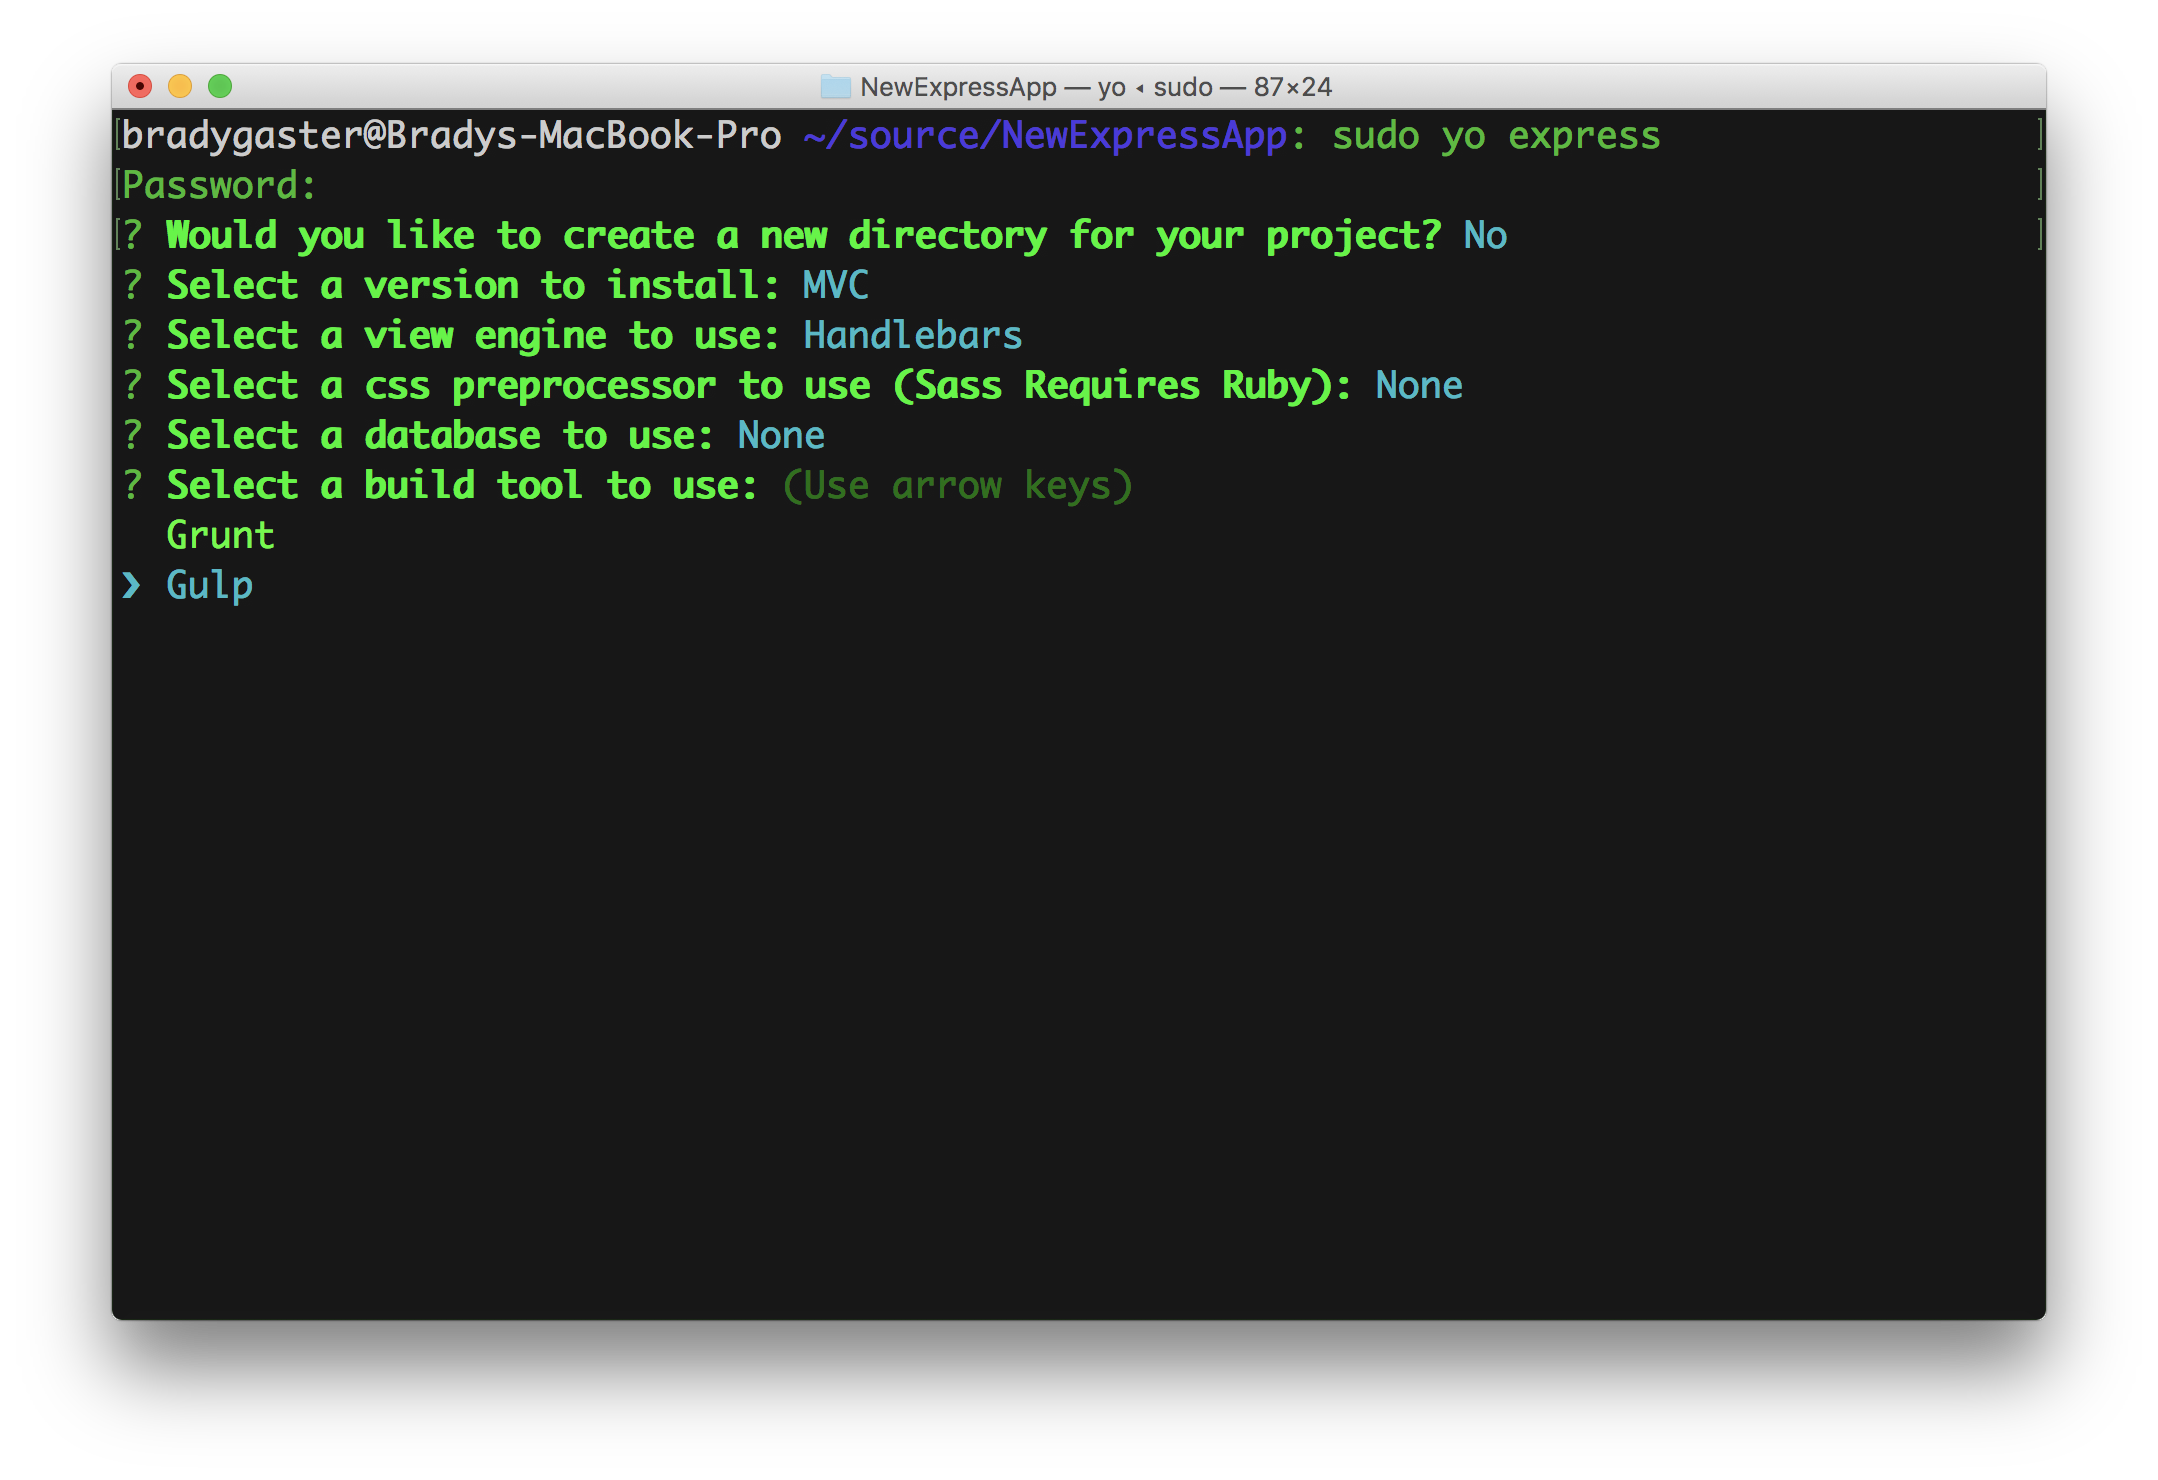 NewExpressApp — yo ◂ sudo — 87×24
bradygaster@Bradys-MacBook-Pro ~/source/NewExpressApp: sudo yo express
Password:
? Would you like to create a new directory for your project? No
? Select a version to install: MVC
? Select a view engine to use: Handlebars
? Select a css preprocessor to use (Sass Requires Ruby): None
? Select a database to use: None
? Select a build tool to use: (Use arrow keys)
Grunt
❯ Gulp